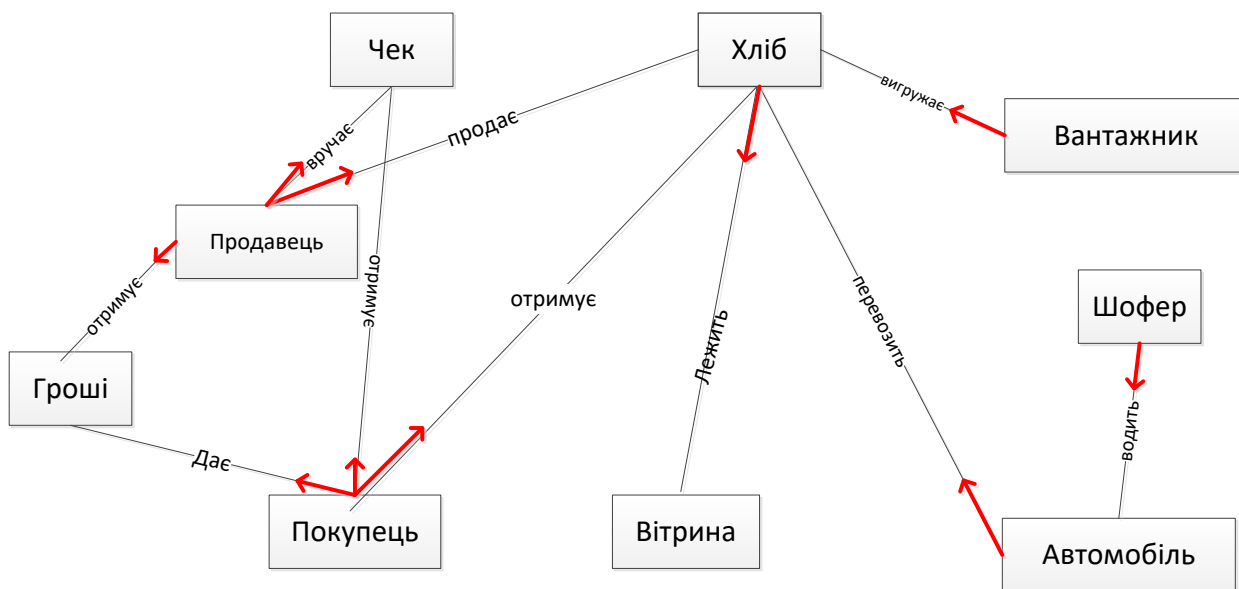 Чек
Хліб
вигружає
Вантажник
вручає
продає
Продавець
отримує
отримує
отримує
Лежить
перевозить
Шофер
водить
Гроші
Дає
Покупець
Вітрина
Автомобіль